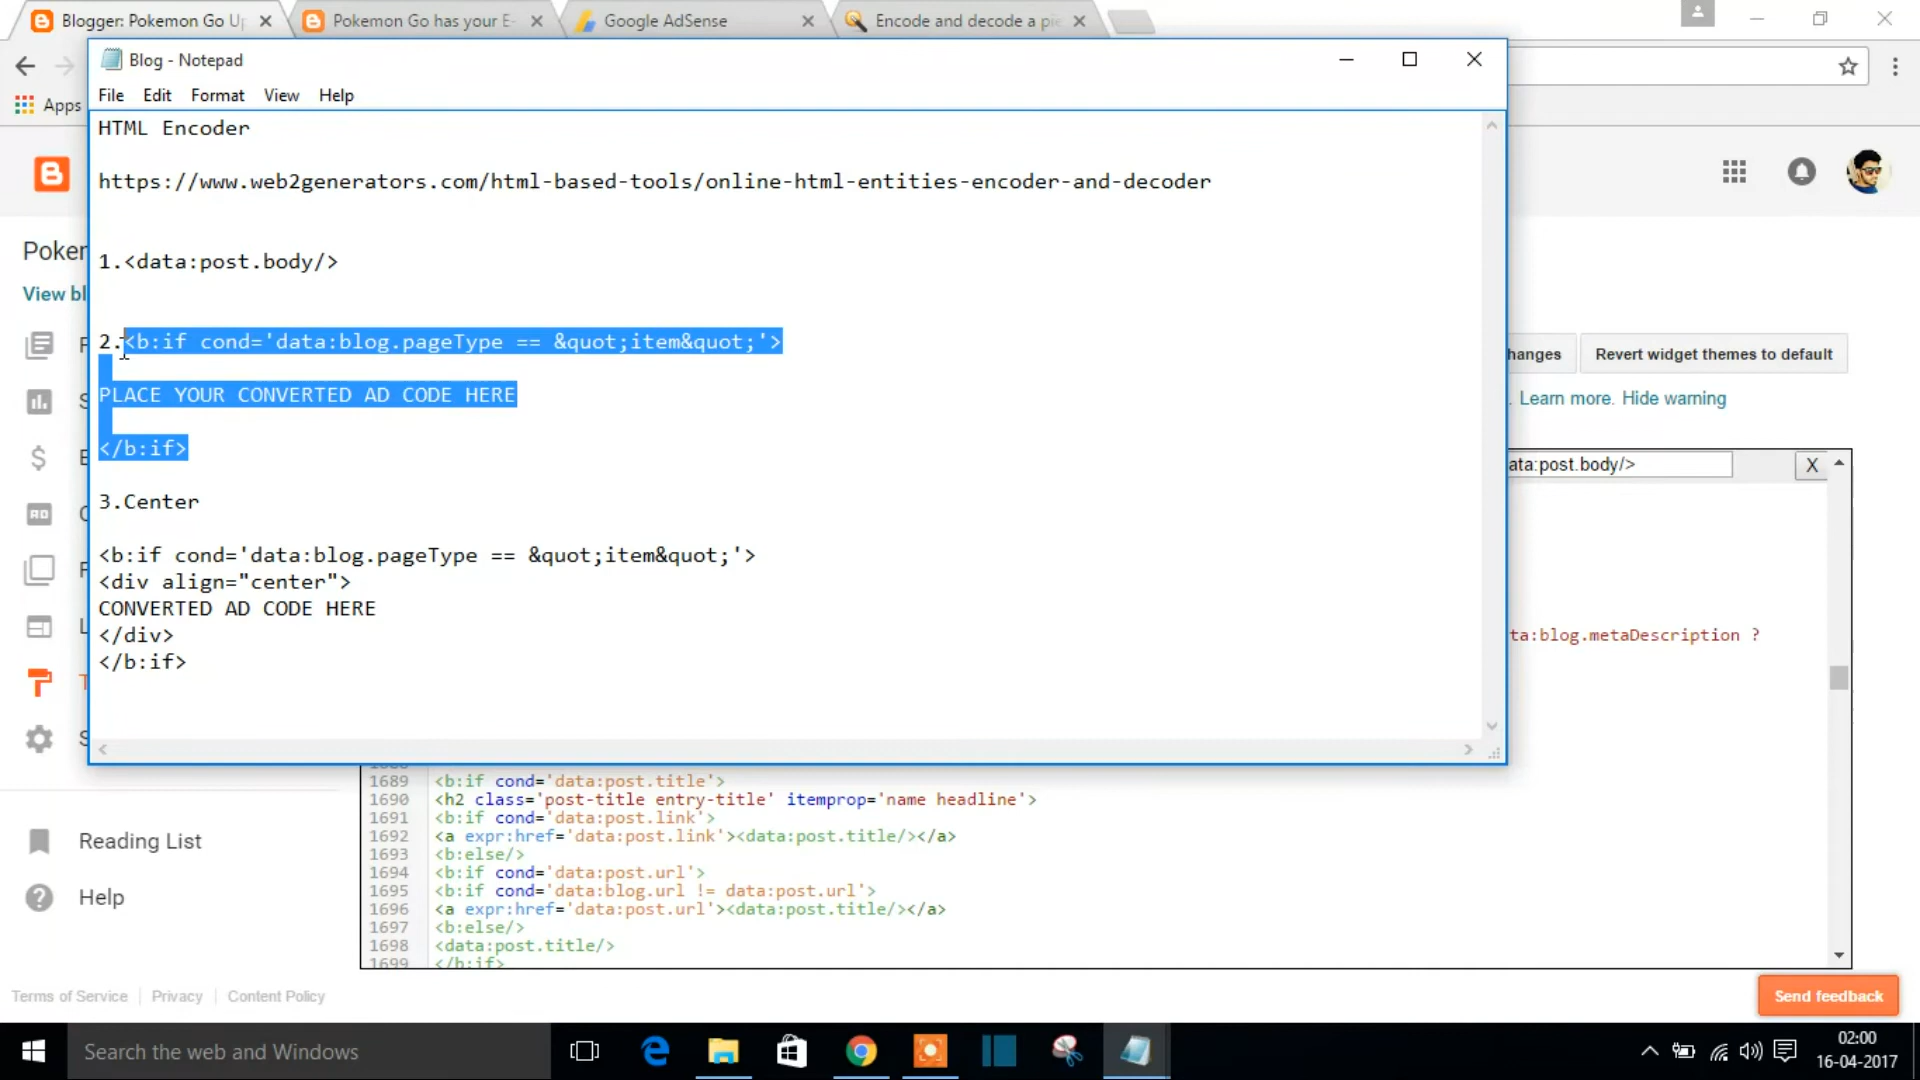 Blogger: Pokemon Go Up
Pokemon Go has your E-
Google AdSense
Encode and decode a pie
Blog - Notepad
File Edit Format View Help
Apps
HTML Encoder
https://www.web2generators.com/html-based-tools/online-html-entities-encoder-and-decoder
Poke
View bl
1.<data:post.body/>
2.<b:if cond='data:blog.pageType == &quot;item&quot;'>
hanges
Revert widget themes to default
PLACE YOUR CONVERTED AD CODE HERE
. Learn more. Hide warning
</b:if>
ata:post.body/>
X
3.Center
<b:if cond='data:blog.pageType == &quot;item&quot;'>
<div align="center">
CONVERTED AD CODE HERE
</div>
ta:blog.metaDescription ?
</b:if>
1689 <b:if cond='data:post.title'>
1690 <h2 class='post-title entry-title' itemprop='name headline'>
1691 <b:if cond='data:post.link'>
1692 <a expr:href='data:post.link'><data:post.title/></a>
1693 <b:else/>
1694 <b:if cond='data:post.url'>
1695 <b:if cond='data:blog.url != data:post.url'>
1696 <a expr:href='data:post.url'><data:post.title/></a>
1697 <b:else/>
1698 <data:post.title/>
1699 </b:if>
Reading List
Help
Terms of Service Privacy Content Policy
Send feedback
Search the web and Windows
02:00
16-04-2017